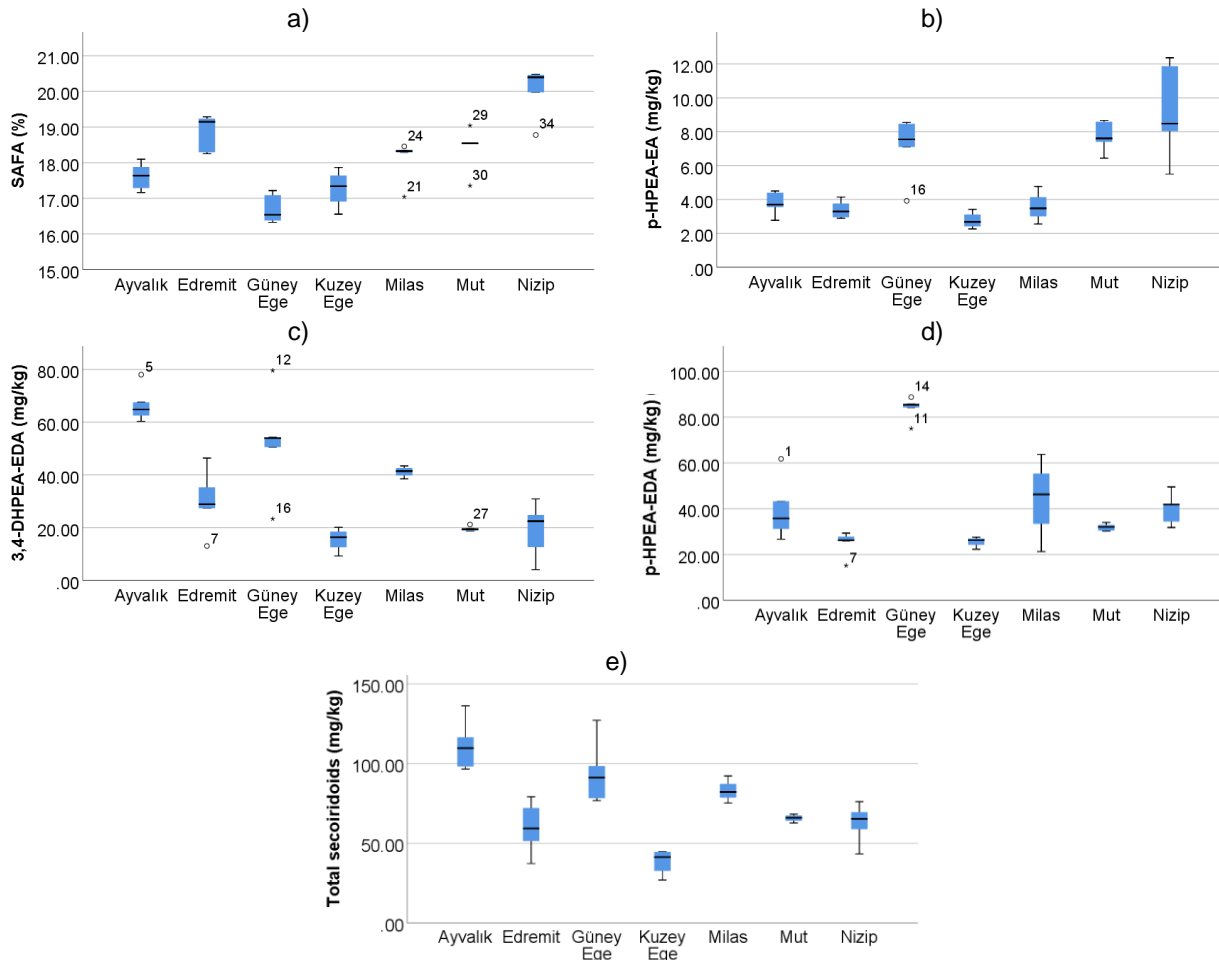 a)
SAFA (%)
21.00
20.00
19.00
18.00
17.00
16.00
15.00
24
21
29
30
34
Ayvalık Edremit Güney Ege Kuzey Ege Milas Mut Nizip
b)
p-HPEA-EA (mg/kg)
12.00
10.00
8.00
6.00
4.00
2.00
.00
16
Ayvalık Edremit Güney Ege Kuzey Ege Milas Mut Nizip
c)
3,4-DHPEA-EDA (mg/kg)
80.00
60.00
40.00
20.00
.00
5
7
12
16
27
Ayvalık Edremit Güney Ege Kuzey Ege Milas Mut Nizip
d)
p-HPEA-EDA (mg/kg)
100.00
80.00
60.00
40.00
20.00
.00
1
7
14
11
Ayvalık Edremit Güney Ege Kuzey Ege Milas Mut Nizip
e)
Total secoiridoids (mg/kg)
150.00
100.00
50.00
.00
Ayvalık Edremit Güney Ege Kuzey Ege Milas Mut Nizip